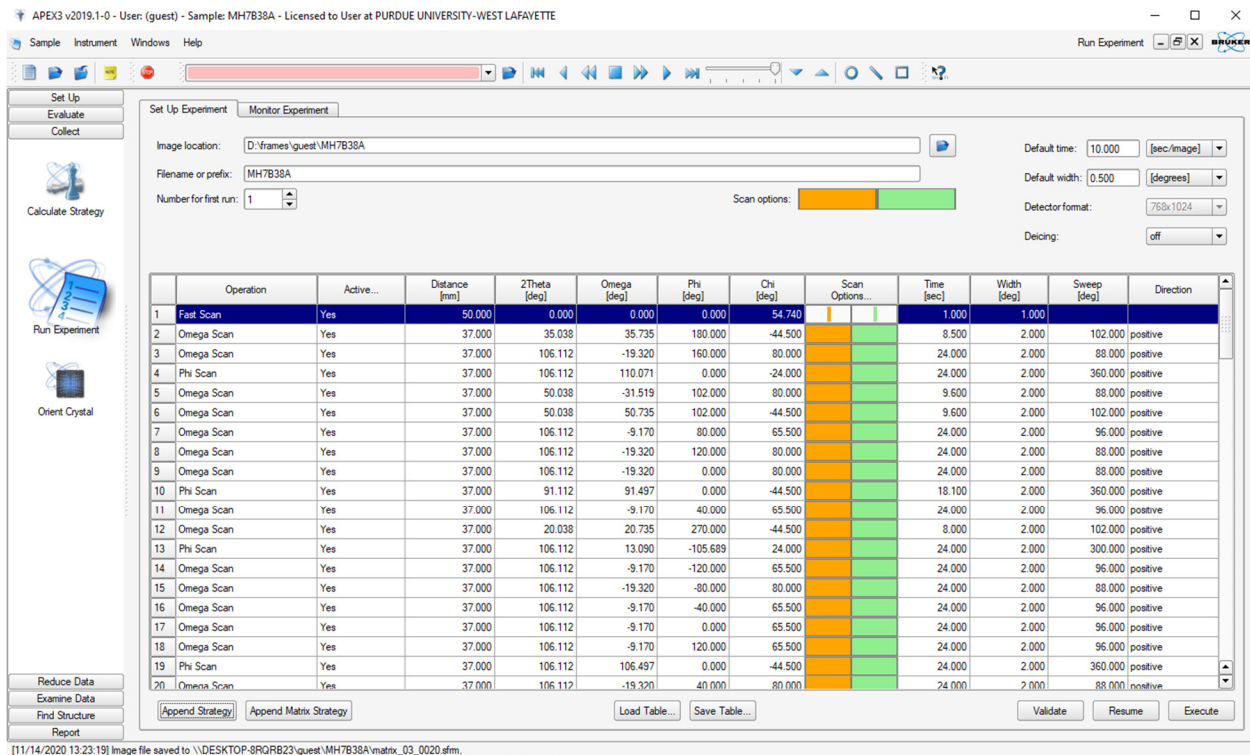 APEX3 v2019.1-0 - User: (guest) - Sample: MH7B38A - Licensed to User at PURDUE UNIVERSITY-WEST LAFAYETTE
Sample Instrument Windows Help Run Experiment BRUKER
NOTE STOP
Set Up
Evaluate
Collect
Calculate Strategy
Run Experiment
Orient Crystal
Reduce Data
Examine Data
Find Structure
Report
Set Up Experiment Monitor Experiment
Image location: D:\frames\guest\MH7B38A
Filename or prefix: MH7B38A
Number for first run: 1 Scan options:
Default time: 10.000 [sec/image]
Default width: 0.500 [degrees]
Detector format: 768x1024
Deicing: off
Operation Active... Distance [mm] 2Theta [deg] Omega [deg] Phi [deg] Chi [deg] Scan Options... Time [sec] Width [deg] Sweep [deg] Direction
1 Fast Scan Yes 50.000 0.000 0.000 0.000 54.740 1.000 1.000
2 Omega Scan Yes 37.000 35.038 35.735 180.000 -44.500 8.500 2.000 102.000 positive
3 Omega Scan Yes 37.000 106.112 -19.320 160.000 80.000 24.000 2.000 88.000 positive
4 Phi Scan Yes 37.000 106.112 110.071 0.000 -24.000 24.000 2.000 360.000 positive
5 Omega Scan Yes 37.000 50.038 -31.519 102.000 80.000 9.600 2.000 88.000 positive
6 Omega Scan Yes 37.000 50.038 50.735 102.000 -44.500 9.600 2.000 102.000 positive
7 Omega Scan Yes 37.000 106.112 -9.170 80.000 65.500 24.000 2.000 96.000 positive
8 Omega Scan Yes 37.000 106.112 -19.320 120.000 80.000 24.000 2.000 88.000 positive
9 Omega Scan Yes 37.000 106.112 -19.320 0.000 80.000 24.000 2.000 88.000 positive
10 Phi Scan Yes 37.000 91.112 91.497 0.000 -44.500 18.100 2.000 360.000 positive
11 Omega Scan Yes 37.000 106.112 -9.170 40.000 65.500 24.000 2.000 96.000 positive
12 Omega Scan Yes 37.000 20.038 20.735 270.000 -44.500 8.000 2.000 102.000 positive
13 Phi Scan Yes 37.000 106.112 13.090 -105.689 24.000 24.000 2.000 300.000 positive
14 Omega Scan Yes 37.000 106.112 -9.170 -120.000 65.500 24.000 2.000 96.000 positive
15 Omega Scan Yes 37.000 106.112 -19.320 -80.000 80.000 24.000 2.000 88.000 positive
16 Omega Scan Yes 37.000 106.112 -9.170 -40.000 65.500 24.000 2.000 96.000 positive
17 Omega Scan Yes 37.000 106.112 -9.170 0.000 65.500 24.000 2.000 96.000 positive
18 Omega Scan Yes 37.000 106.112 -9.170 120.000 65.500 24.000 2.000 96.000 positive
19 Phi Scan Yes 37.000 106.112 106.497 0.000 -44.500 24.000 2.000 360.000 positive
20 Omega Scan Yes 37.000 106.112 -19.320 40.000 80.000 24.000 2.000 88.000 positive
Append Strategy Append Matrix Strategy Load Table... Save Table... Validate Resume Execute
[11/14/2020 13:23:19] Image file saved to \\DESKTOP-8RQRB23\guest\MH7B38A\matrix_03_0020.sfrm.